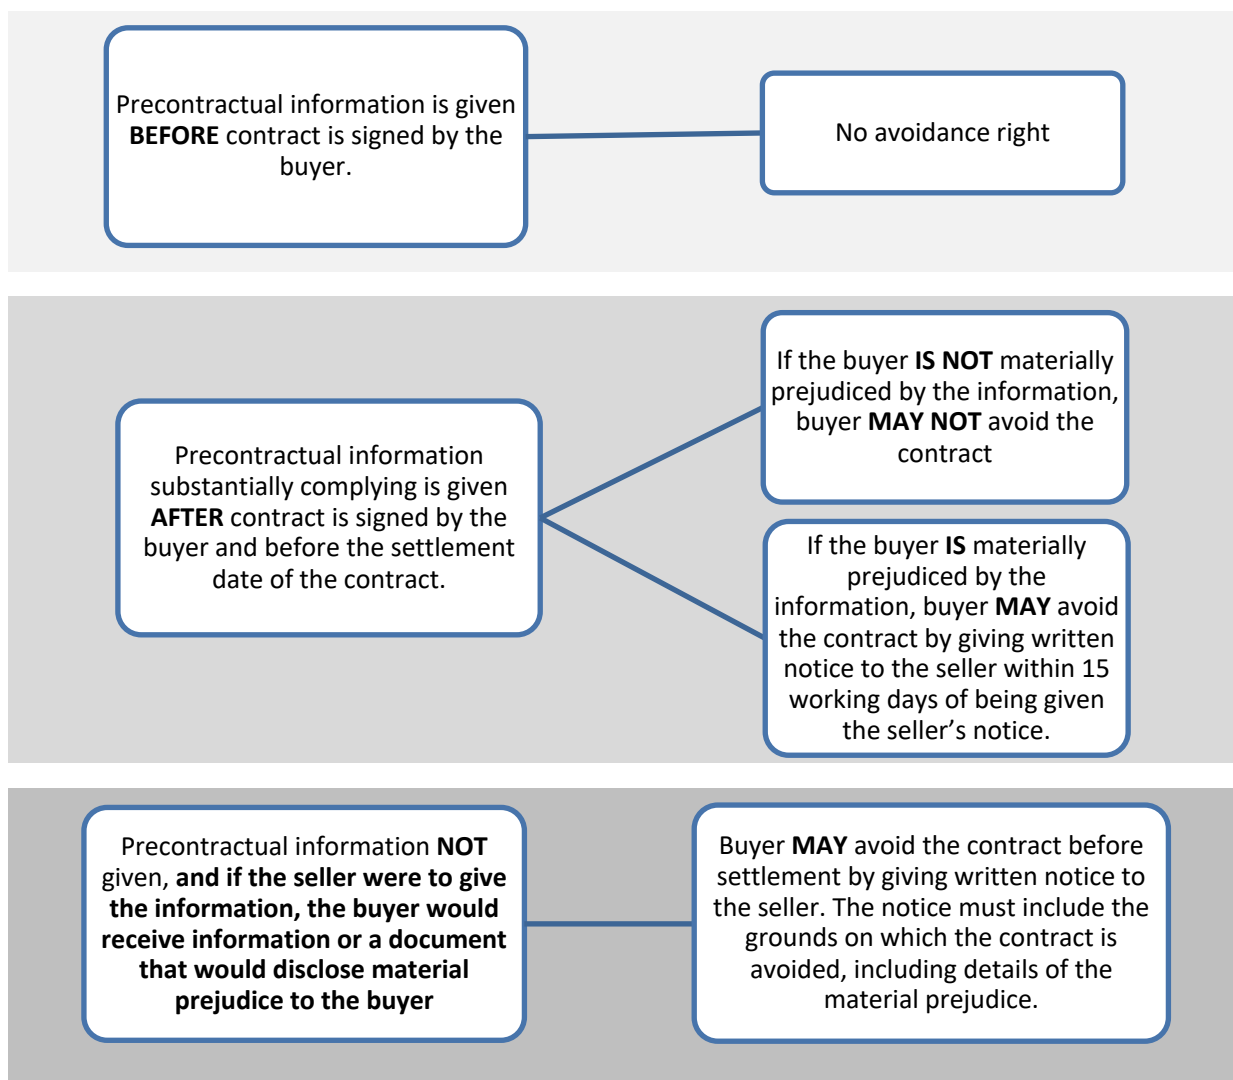 Precontractual information is given
BEFORE contract is signed by the
buyer.
No avoidance right
Precontractual information
substantially complying is given
AFTER contract is signed by the
buyer and before the settlement
date of the contract.
If the buyer IS NOT materially
prejudiced by the information,
buyer MAY NOT avoid the
contract
If the buyer IS materially
prejudiced by the
information, buyer MAY avoid
the contract by giving written
notice to the seller within 15
working days of being given
the seller’s notice.
Precontractual information NOT
given, and if the seller were to give
the information, the buyer would
receive information or a document
that would disclose material
prejudice to the buyer
Buyer MAY avoid the contract before
settlement by giving written notice to
the seller. The notice must include the
grounds on which the contract is
avoided, including details of the
material prejudice.